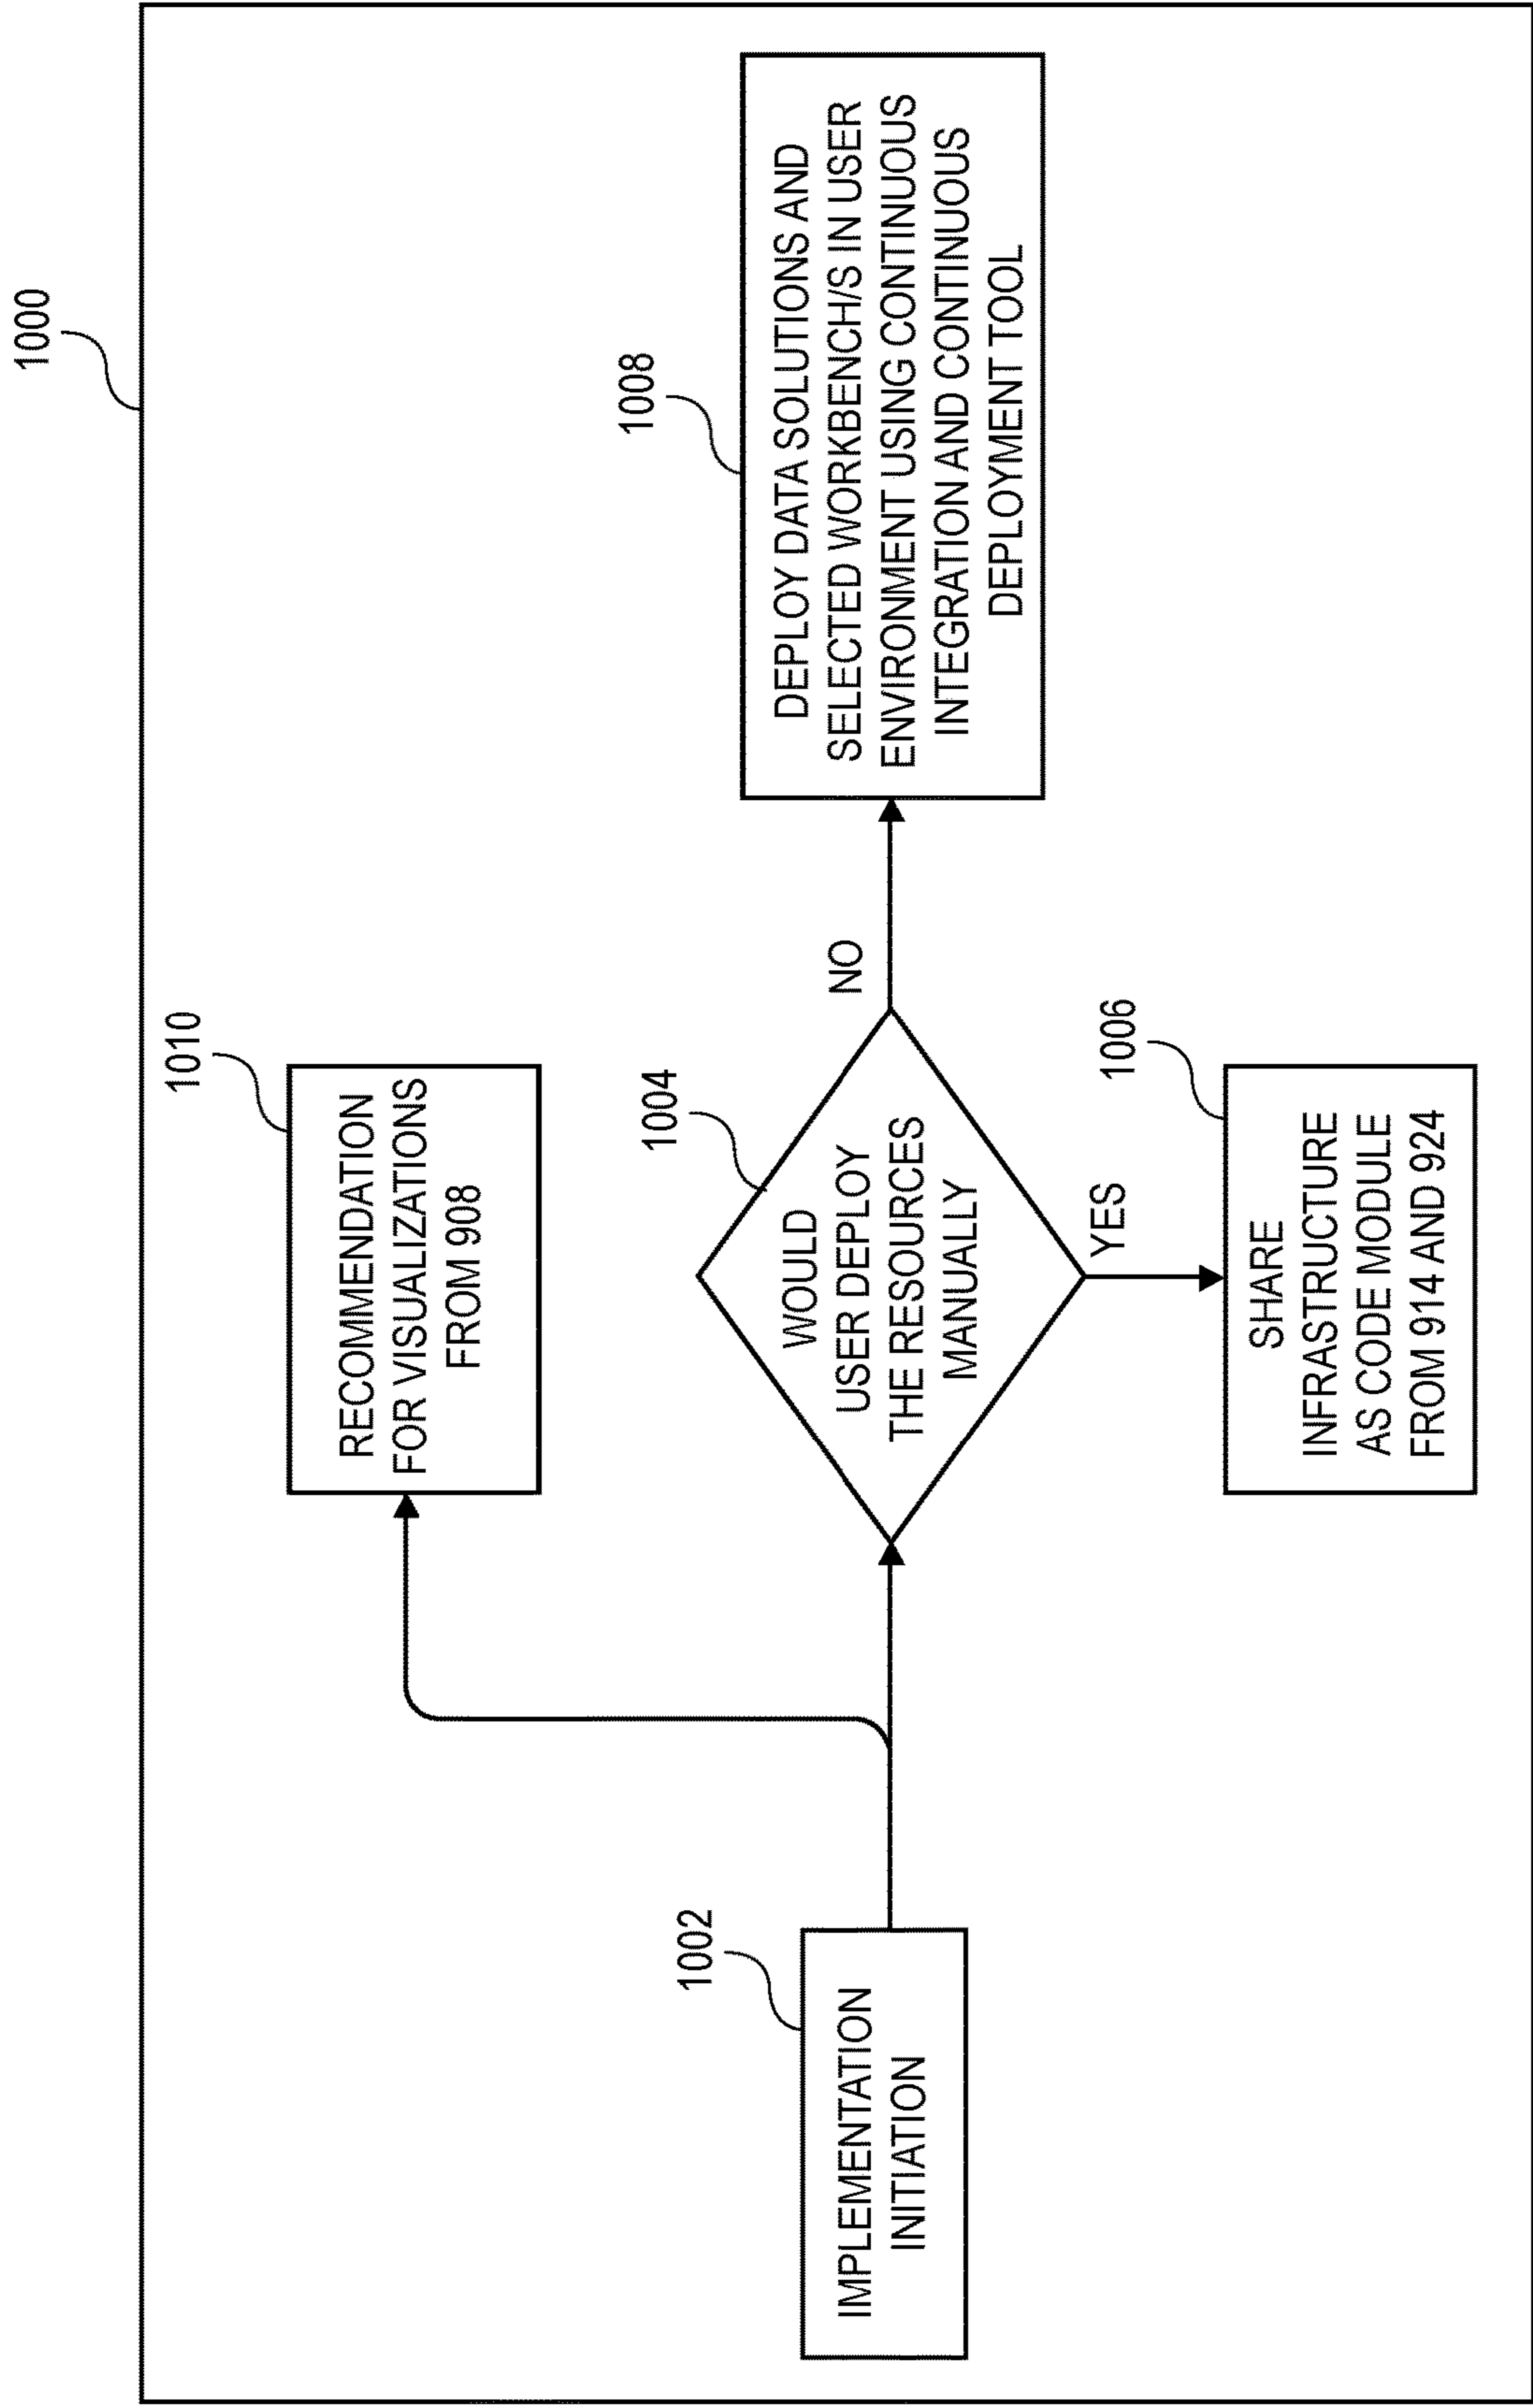 1000
1010
RECOMMENDATION
FOR VISUALIZATIONS
FROM 908
1002
IMPLEMENTATION
INITIATION
1004
WOULD
USER DEPLOY
THE RESOURCES
MANUALLY
NO
1008
DEPLOY DATA SOLUTIONS AND
SELECTED WORKBENCH/S IN USER
ENVIRONMENT USING CONTINUOUS
INTEGRATION AND CONTINUOUS
DEPLOYMENT TOOL
YES
1006
SHARE
INFRASTRUCTURE
AS CODE MODULE
FROM 914 AND 924